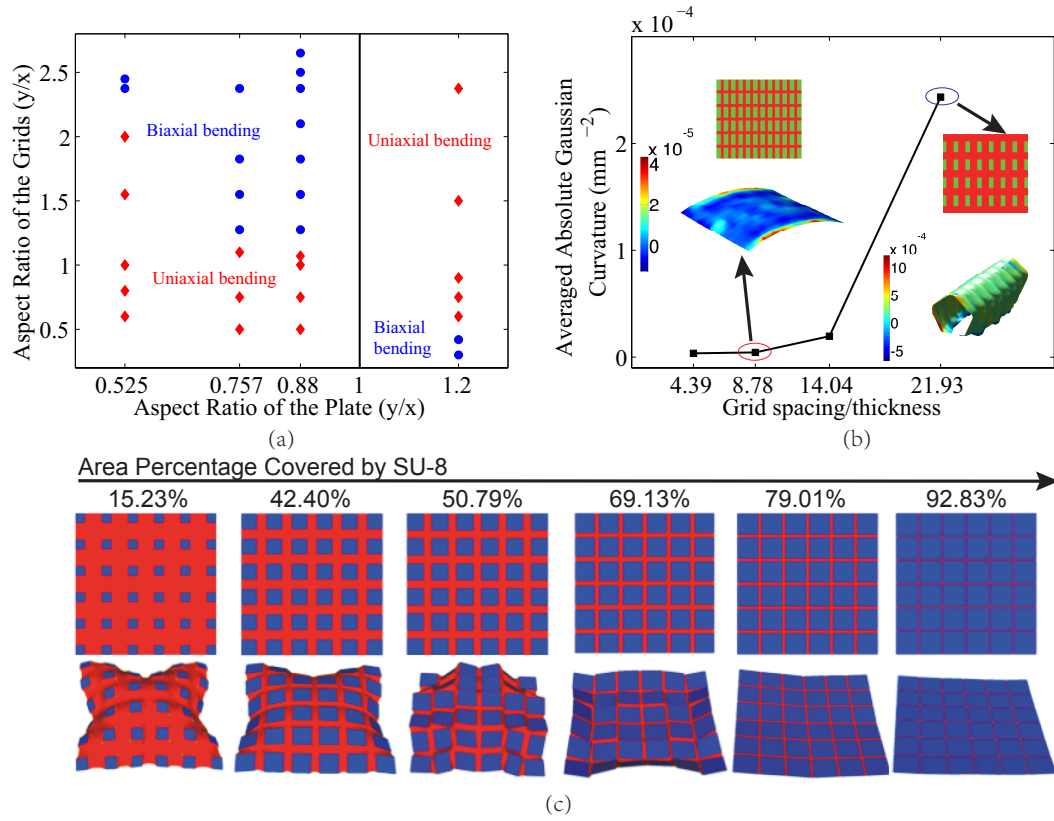 Aspect Ratio of the Grids (y/x)
2.5
2
1.5
1
0.5
Biaxial bending
Uniaxial bending
Uniaxial bending
Biaxial
bending
0.525
0.757
0.88
1
1.2
Aspect Ratio of the Plate (y/x)
(a)
x 10⁻⁴
Averaged Absolute Gaussian
Curvature (mm⁻²)
2
1
0
x 10⁻⁵
4
2
0
x 10⁻⁴
10
5
0
-5
4.39
8.78
14.04
21.93
Grid spacing/thickness
(b)
Area Percentage Covered by SU-8
15.23%
42.40%
50.79%
69.13%
79.01%
92.83%
(c)